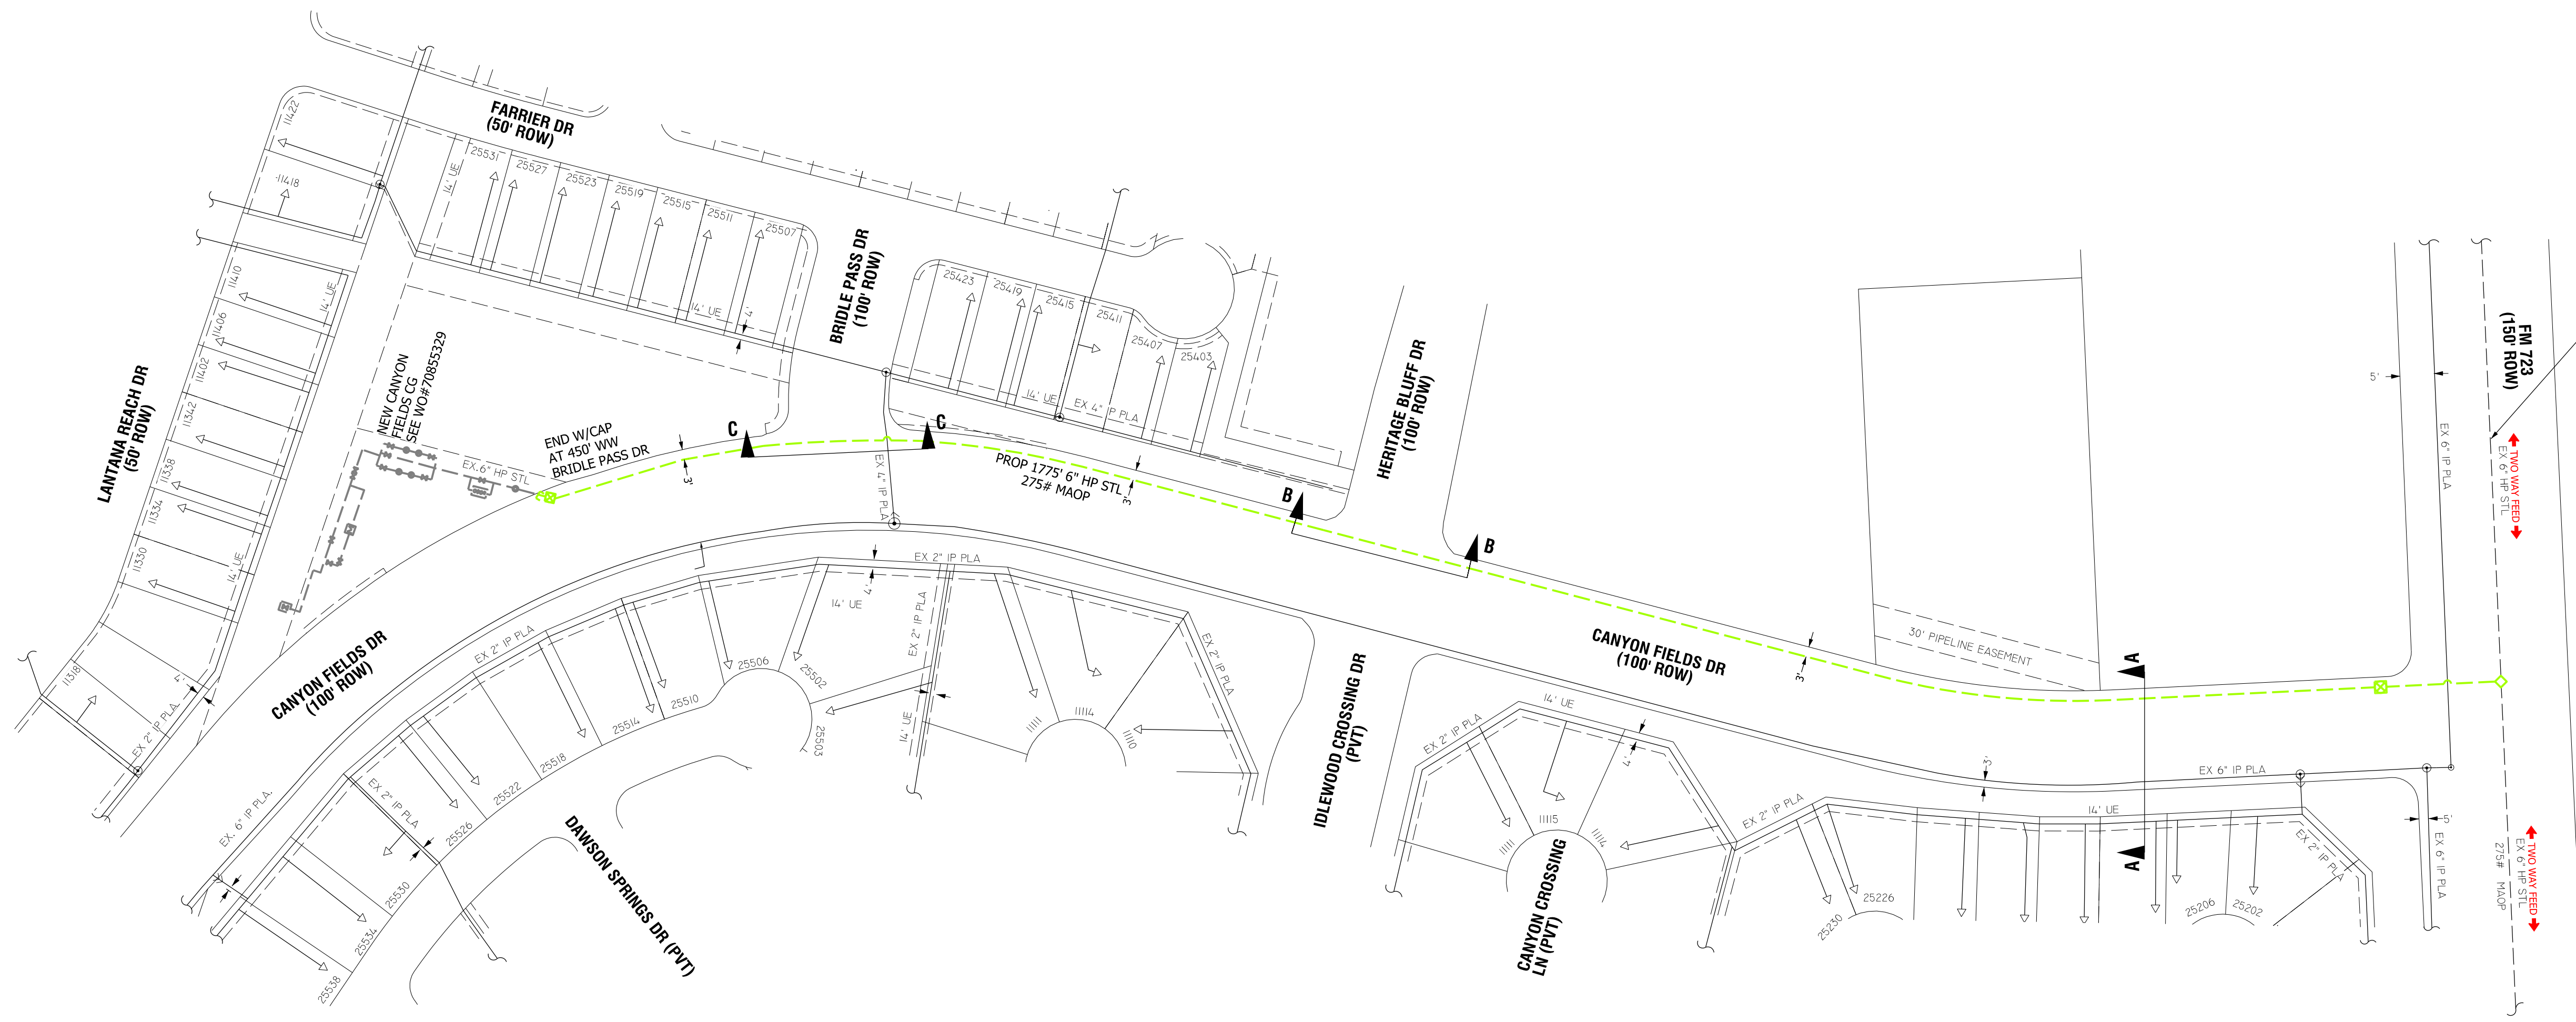 FARRIER DR
(50' ROW)
11422
11418
14' UE
25531
25527
25523
25519
25515
25511
25507
14' UE
4'
BRIDLE PASS DR
(100' ROW)
25423
25419
25415
25411
25407
25403
14' UE
EX 4" IP PLA
HERITAGE BLUFF DR
(100' ROW)
FM 723
(150' ROW)
5'
EX 6" IP PLA
EX 6" HP STL
TWO WAY FEED
LANTANA REACH DR
(50' ROW)
11410
11406
11402
11342
11338
11334
11330
11318
14' UE
14' UE
4'
EX 2" IP PLA.
NEW CANYON
FIELDS CG
SEE WO#70855329
EX.6" HP STL
END W/CAP
AT 450' WW
BRIDLE PASS DR
3'
C
C
EX 4" IP PLA
PROP 1775' 6" HP STL
275# MAOP
3'
B
B
CANYON FIELDS DR
(100' ROW)
EX. 6" IP PLA.
EX 2" IP PLA
EX 2" IP PLA
14' UE
4'
EX 2" IP PLA
14' UE
EX 2" IP PLA
EX 2" IP PLA
25506
25502
25503
25510
25514
25518
25522
25526
25530
25534
25538
11111
11114
11110
DAWSON SPRINGS DR (PVT)
IDLEWOOD CROSSING DR
(PVT)
CANYON FIELDS DR
(100' ROW)
3'
30' PIPELINE EASEMENT
A
A
EX 2" IP PLA
14' UE
4'
11111
11115
11114
CANYON CROSSING
LN (PVT)
EX 2" IP PLA
3'
EX 6" IP PLA
14' UE
EX 2" IP PLA
25230
25226
25206
25202
5'
EX 6" IP PLA
275# MAOP
EX 6" HP STL
TWO WAY FEED